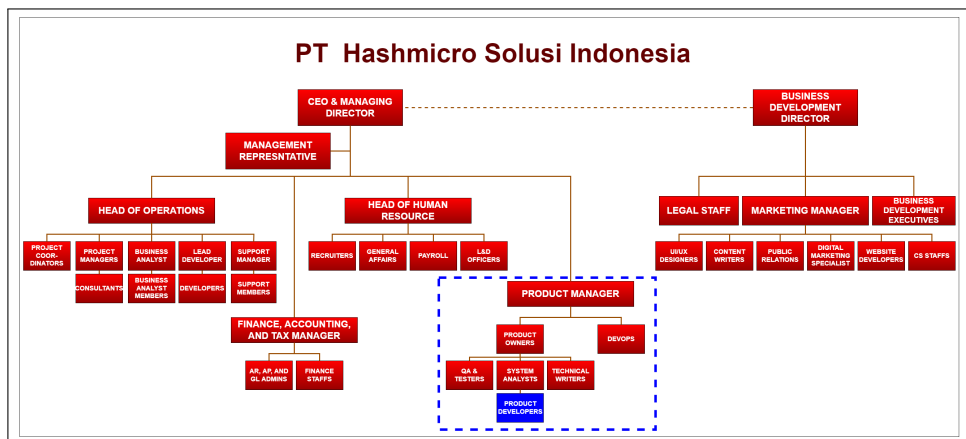 PT Hashmicro Solusi Indonesia
CEO & MANAGING
DIRECTOR
BUSINESS
DEVELOPMENT
DIRECTOR
MANAGEMENT
REPRESNTATIVE
HEAD OF OPERATIONS
HEAD OF HUMAN
RESOURCE
LEGAL STAFF
MARKETING MANAGER
BUSINESS
DEVELOPMENT
EXECUTIVES
PROJECT
COOR-
DINATORS
PROJECT
MANAGERS
BUSINESS
ANALYST
LEAD
DEVELOPER
SUPPORT
MANAGER
RECRUITERS
GENERAL
AFFAIRS
PAYROLL
L&D
OFFICERS
UI/UX
DESIGNERS
CONTENT
WRITERS
PUBLIC
RELATIONS
DIGITAL
MARKETING
SPECIALIST
WEBSITE
DEVELOPERS
CS STAFFS
CONSULTANTS
BUSINESS
ANALYST
MEMBERS
DEVELOPERS
SUPPORT
MEMBERS
PRODUCT MANAGER
FINANCE, ACCOUNTING,
AND TAX MANAGER
PRODUCT
OWNERS
DEVOPS
AR, AP, AND
GL ADMINS
FINANCE
STAFFS
QA &
TESTERS
SYSTEM
ANALYSTS
TECHNICAL
WRITERS
PRODUCT
DEVELOPERS